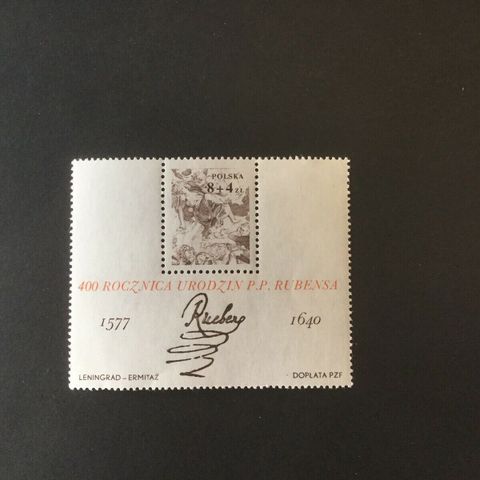 POLSKA
8+4 ZŁ
400 ROCZNICA URODZIN P.P. RUBENSA
1577 1640
LENINGRAD – ERMITAŻ DOPŁATA PZF